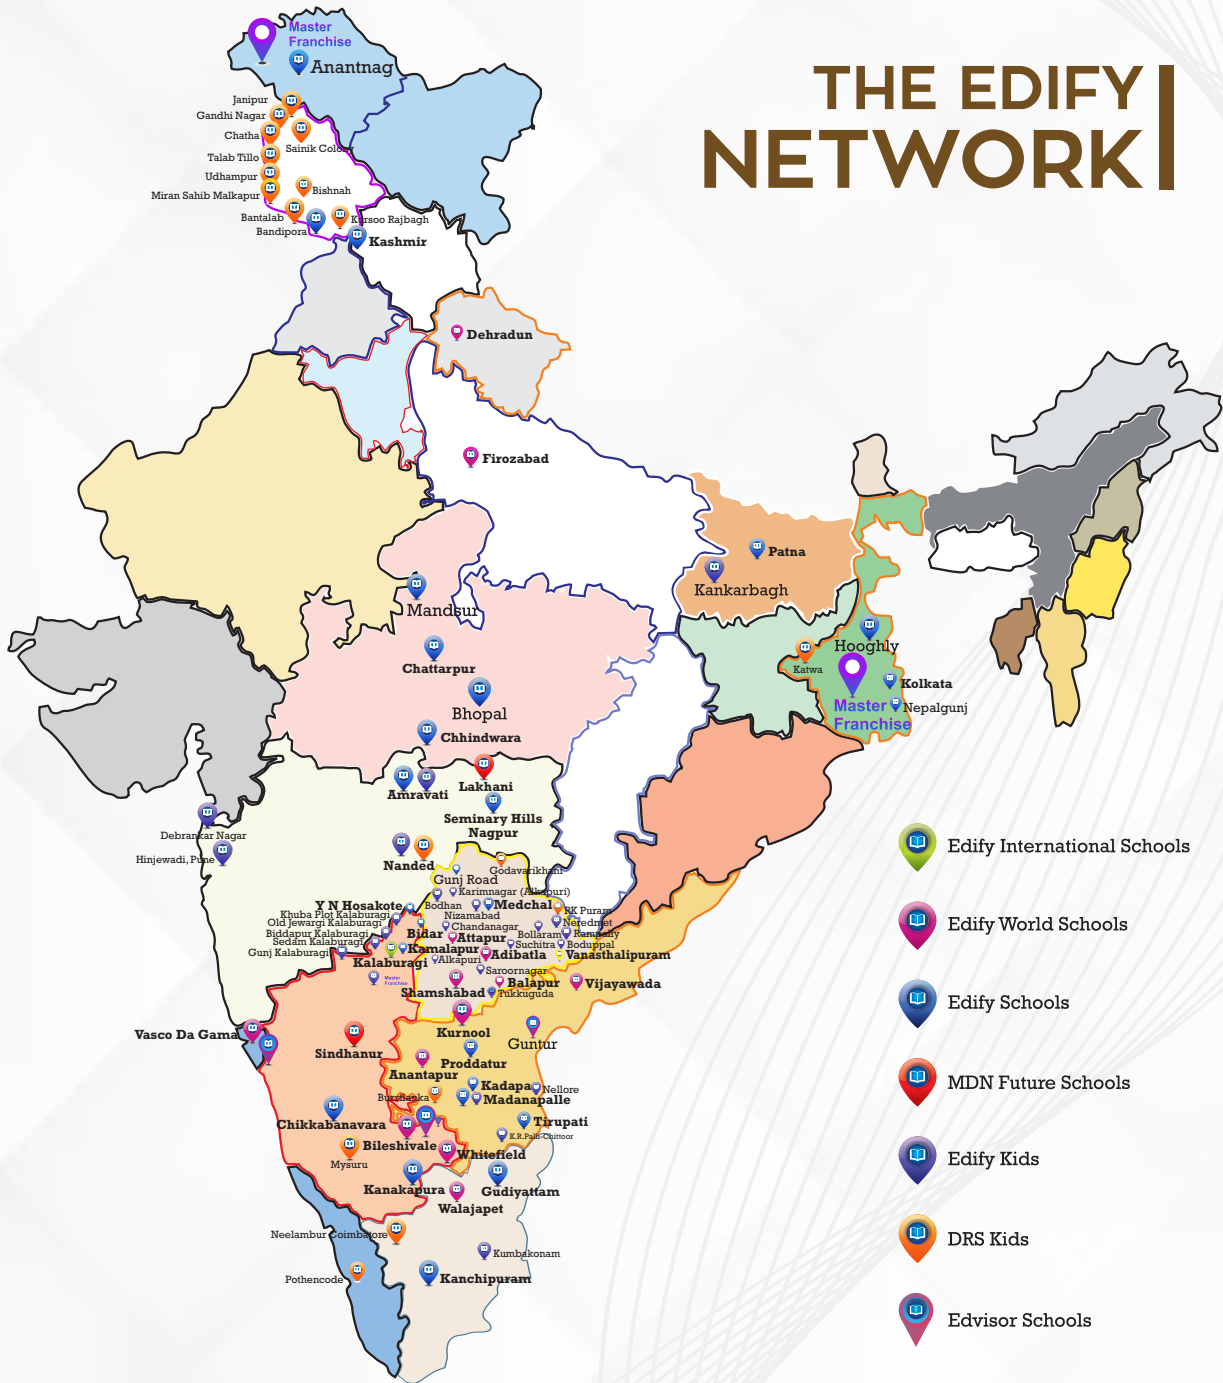 THE EDIFY
NETWORK
Master
Franchise
Anantnag
Janipur
Gandhi Nagar
Chatha
Sainik Colony
Talab Tillo
Udhampur
Bishnah
Miran Sahib Malkapur
Bantalab
Kursoo Rajbagh
Bandipora
Kashmir
Dehradun
Firozabad
Patna
Kankarbagh
Mandsur
Hooghly
Chattarpur
Katwa
Kolkata
Master
Franchise
Nepalgunj
Bhopal
Chhindwara
Lakhani
Amravati
Seminary Hills
Nagpur
Debrankar Nagar
Hinjewadi, Pune
Nanded
Godavarikhani
Gunj Road
Karimnagar (Alkapuri)
Y N Hosakote
Bodhan
Medchal
RK Puram
Khuba Plot Kalaburagi
Nizamabad
Old Jewargi Kalaburagi
Neredmet
Chandanagar
Biddapur Kalaburagi
Bidar
Bollaram
Rampally
Attapur
Sedam Kalaburagi
Suchitra
Boduppal
Gunj Kalaburagi
Kamalapur
Adibatla
Vanasthalipuram
Kalaburagi
Alkapuri
Saroornagar
Master
Franchise
Balapur
Vijayawada
Shamshabad
Tukkuguda
Vasco Da Gama
Kurnool
Guntur
Sindhanur
Proddatur
Anantapur
Kadapa
Nellore
Madanapalle
Chikkabanavara
Tirupati
K.R.Palli-Chittoor
Bileshivale
Whitefield
Mysuru
Kanakapura
Gudiyattam
Walajapet
Neelambur Coimbatore
Kumbakonam
Pothencode
Kanchipuram
Edify International Schools
Edify World Schools
Edify Schools
MDN Future Schools
Edify Kids
DRS Kids
Edvisor Schools